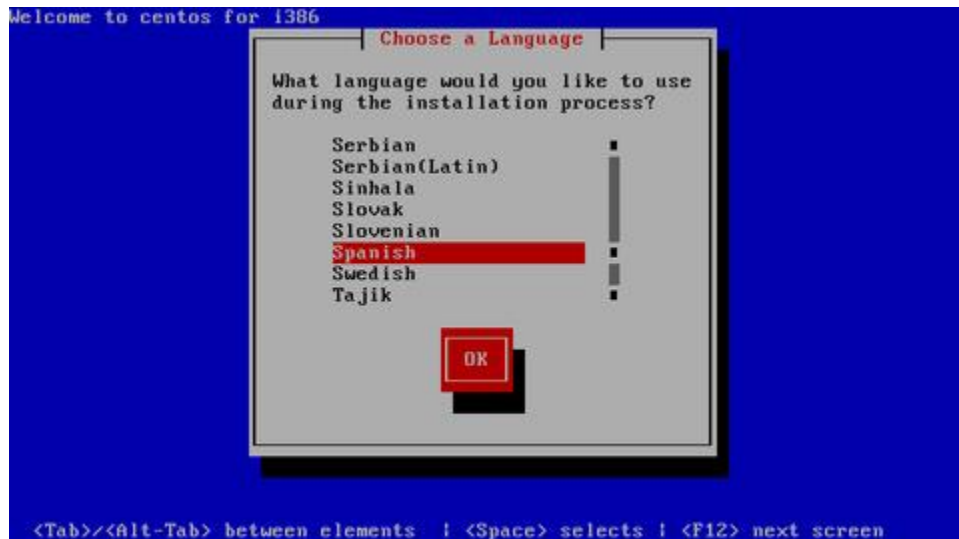 Welcome to centos for i386
Choose a Language
What language would you like to use
during the installation process?
Serbian
Serbian(Latin)
Sinhala
Slovak
Slovenian
Spanish
Swedish
Tajik
OK
<Tab>/<Alt-Tab> between elements | <Space> selects | <F12> next screen